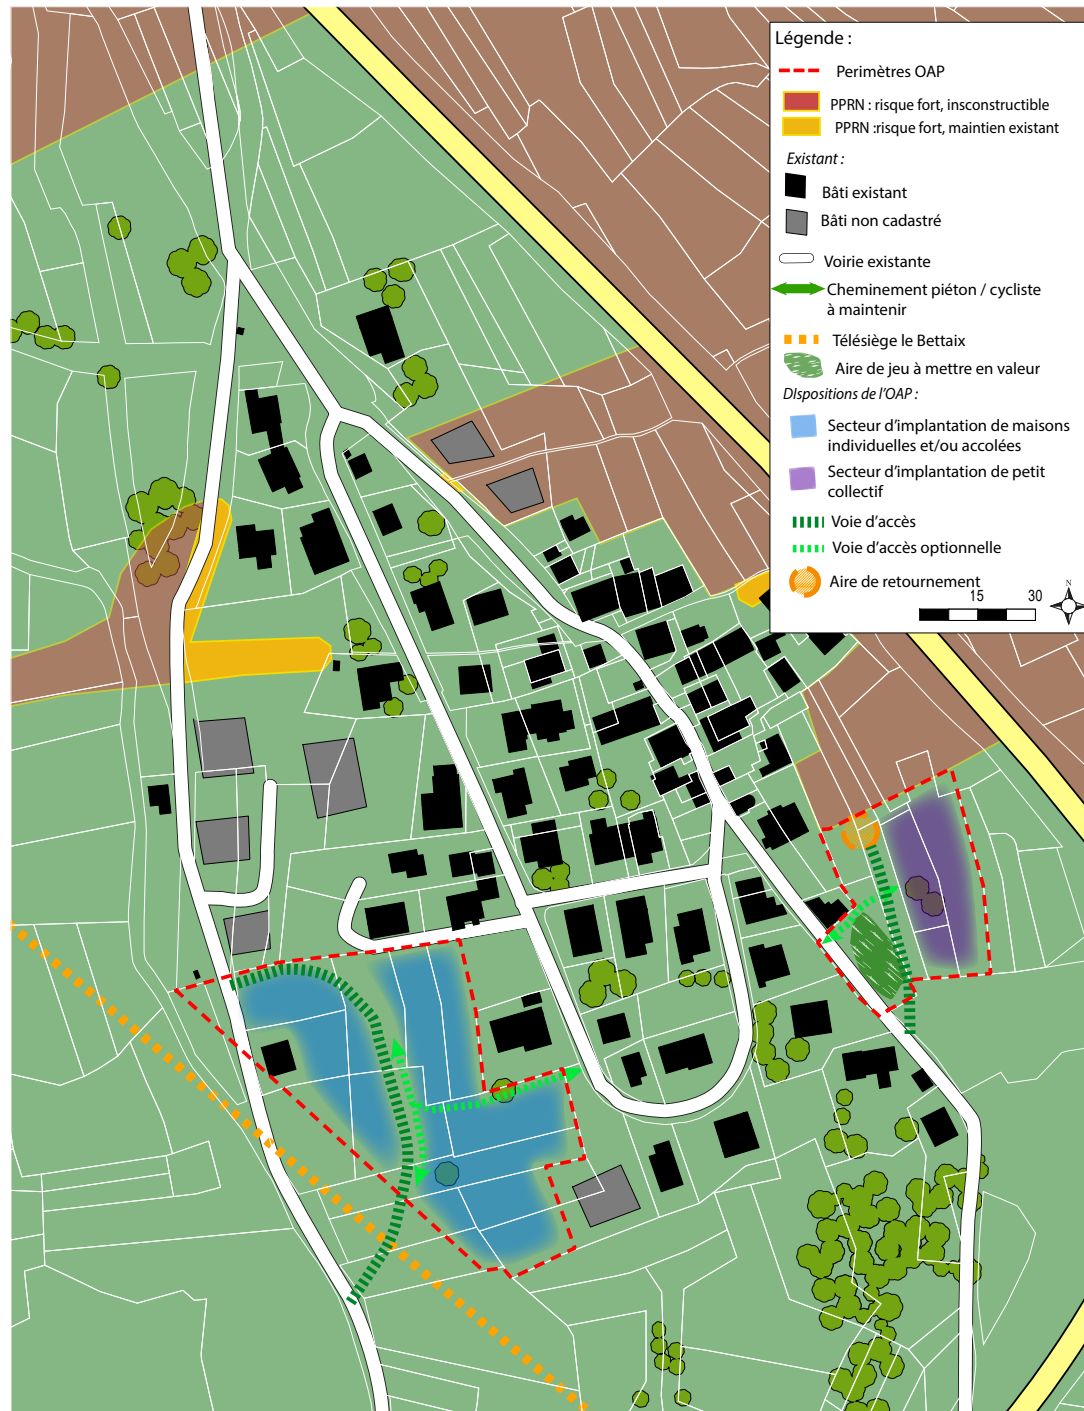 Légende :
Perimètres OAP
PPRN : risque fort, insconstructible
PPRN :risque fort, maintien existant
Existant :
Bâti existant
Bâti non cadastré
Voirie existante
Cheminement piéton / cycliste
à maintenir
Télésiège le Bettaix
Aire de jeu à mettre en valeur
DIspositions de l'OAP :
Secteur d'implantation de maisons
individuelles et/ou accolées
Secteur d'implantation de petit
collectif
Voie d'accès
Voie d'accès optionnelle
Aire de retournement
15 30
N